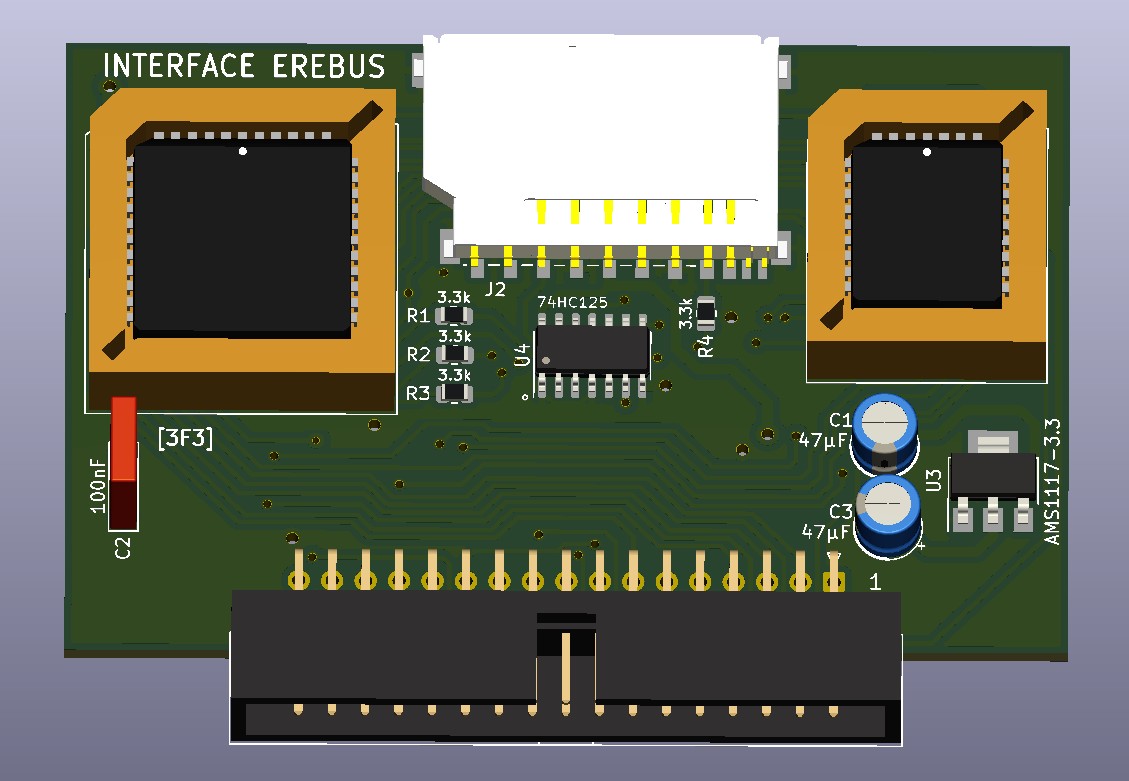 INTERFACE EREBUS
J2
3.3k
R1
3.3k
R2
3.3k
R3
74HC125
U4
3.3k
R4
[3F3]
100nF
C2
C1
47µF
C3
47µF
+
U3
AMS1117-3.3
1